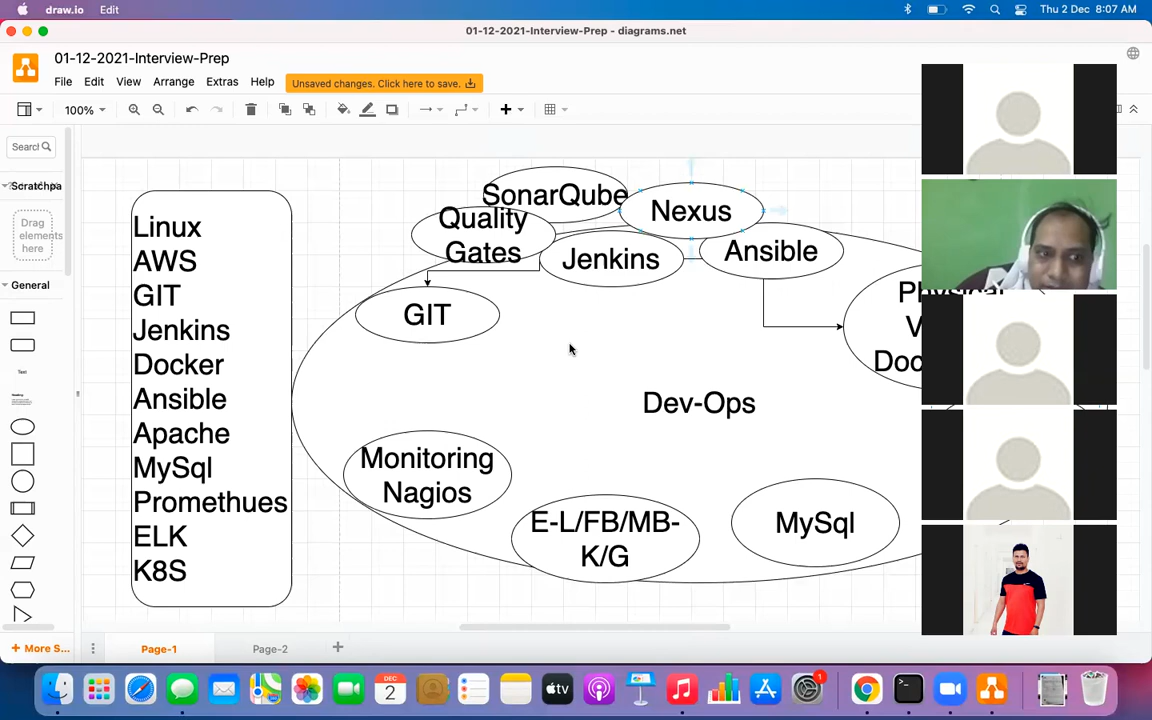 draw.io Edit
Thu 2 Dec 8:07 AM
01-12-2021-Interview-Prep - diagrams.net
01-12-2021-Interview-Prep
File Edit View Arrange Extras Help
Unsaved changes. Click here to save.
100%
Scratchpa
Drag
elements
here
General
Text
More S...
Linux
AWS
GIT
Jenkins
Docker
Ansible
Apache
MySql
Promethues
ELK
K8S
SonarQube
Quality
Gates
Nexus
Jenkins
Ansible
GIT
Dev-Ops
Monitoring
Nagios
E-L/FB/MB-
K/G
MySql
Page-1
Page-2
DEC
2
tv
1